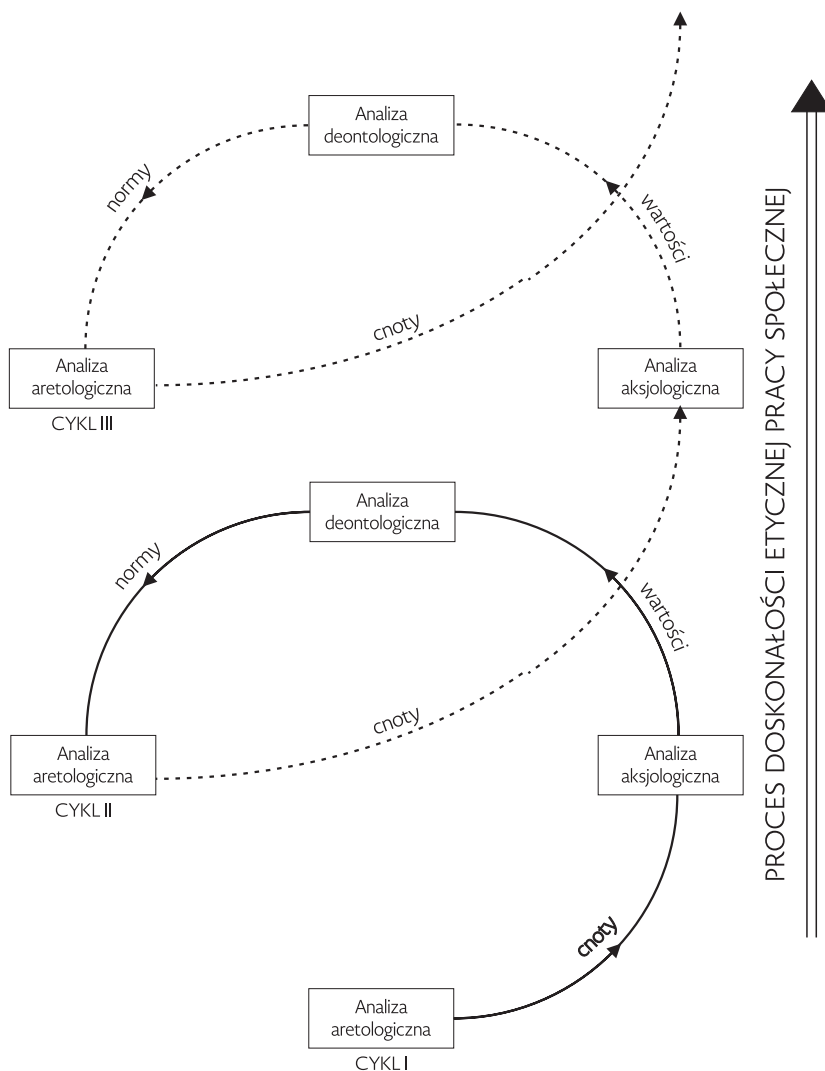 Analiza
deontologiczna
normy
wartości
cnoty
Analiza
aretologiczna
CYKL III
Analiza
aksjologiczna
Analiza
deontologiczna
normy
wartości
cnoty
Analiza
aretologiczna
CYKL II
Analiza
aksjologiczna
cnoty
Analiza
aretologiczna
CYKL I
PROCES DOSKONAŁOŚCI ETYCZNEJ PRACY SPOŁECZNEJ